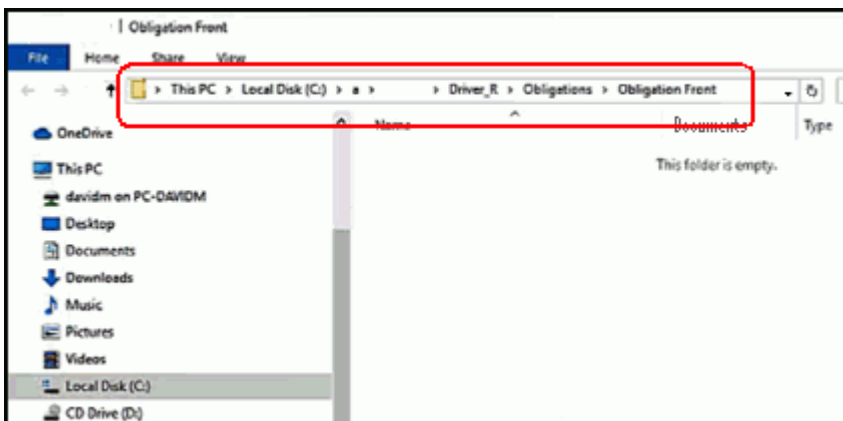 Obligation Front
File Home Share View
This PC > Local Disk (C:) > a > > Driver_R > Obligations > Obligation Front
Name Documents Type
OneDrive
This folder is empty.
This PC
davidm on PC-DAVIDM
Desktop
Documents
Downloads
Music
Pictures
Videos
Local Disk (C:)
CD Drive (D:)